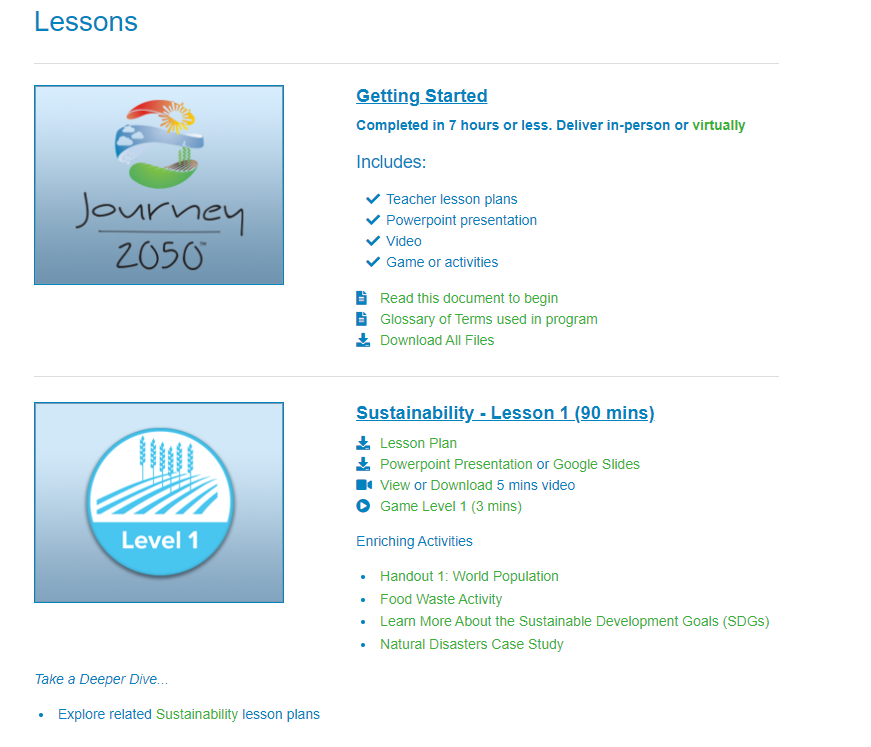 Lessons
Journey
2050™
Getting Started
Completed in 7 hours or less. Deliver in-person or virtually
Includes:
Teacher lesson plans
Powerpoint presentation
Video
Game or activities
Read this document to begin
Glossary of Terms used in program
Download All Files
Level 1
Sustainability - Lesson 1 (90 mins)
Lesson Plan
Powerpoint Presentation or Google Slides
View or Download 5 mins video
Game Level 1 (3 mins)
Enriching Activities
Handout 1: World Population
Food Waste Activity
Learn More About the Sustainable Development Goals (SDGs)
Natural Disasters Case Study
Take a Deeper Dive...
Explore related Sustainability lesson plans